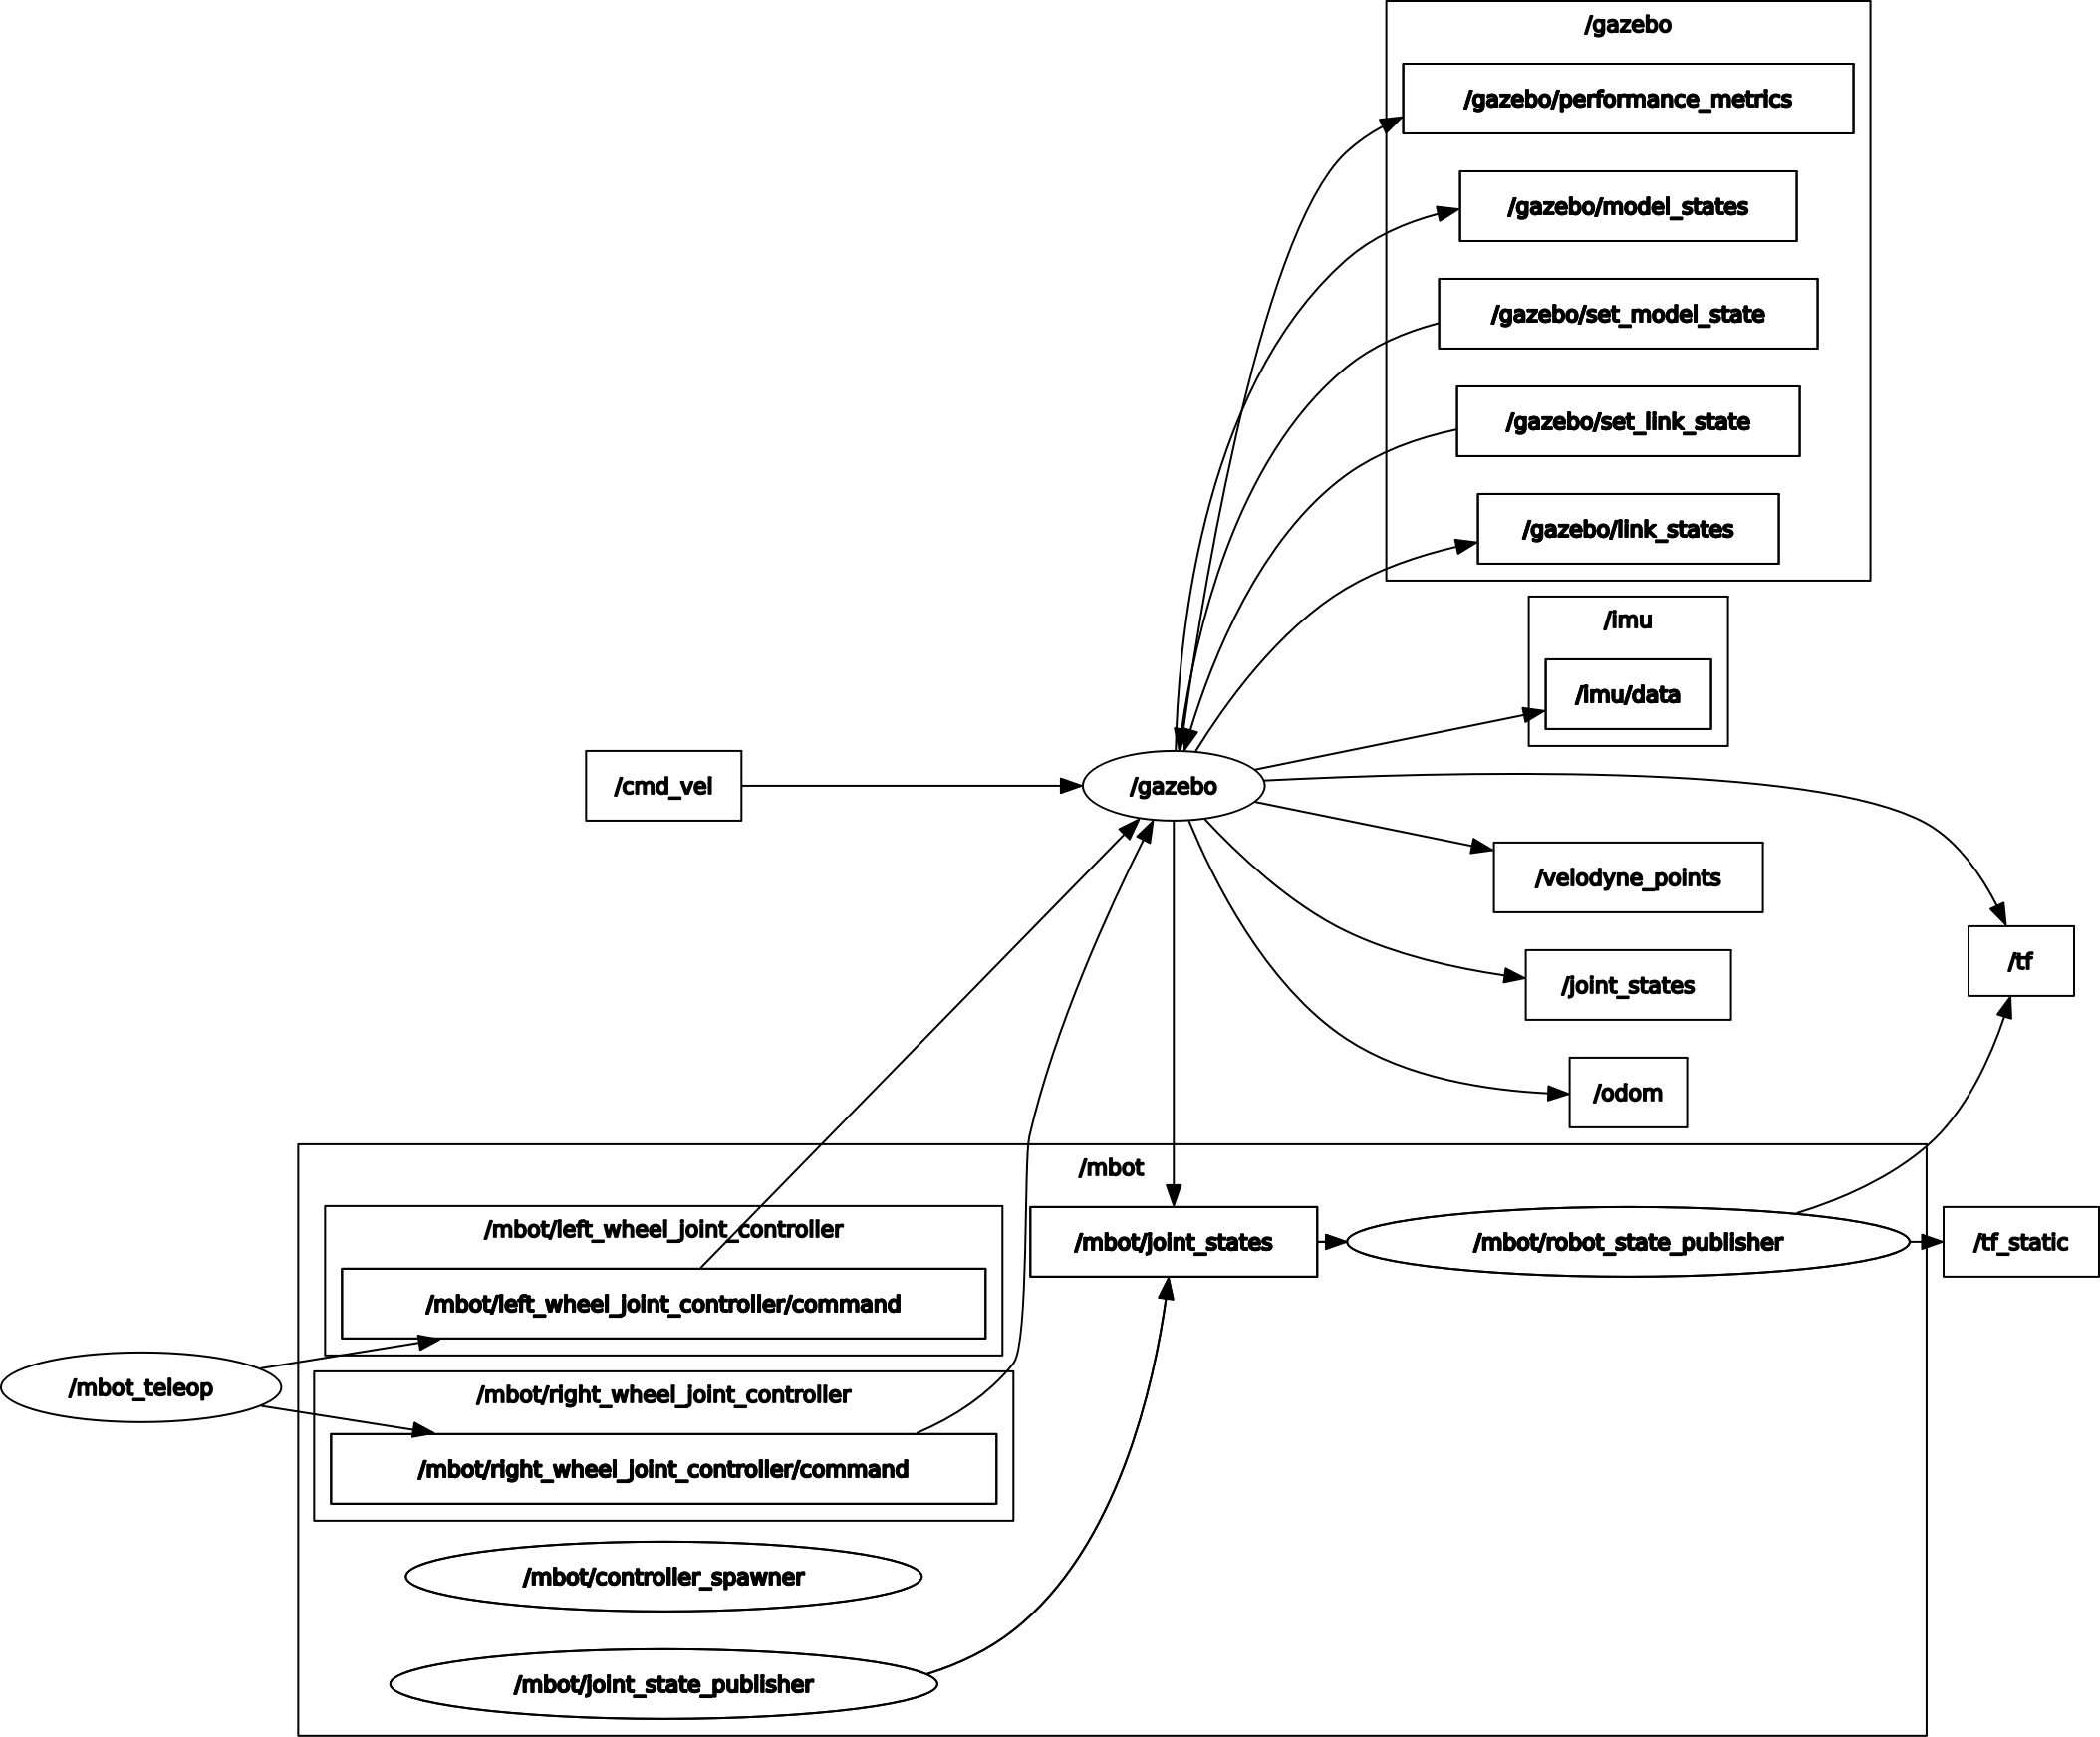 /gazebo
/gazebo/performance_metrics
/gazebo/model_states
/gazebo/set_model_state
/gazebo/set_link_state
/gazebo/link_states
/imu
/imu/data
/cmd_vel
/gazebo
/velodyne_points
/tf
/joint_states
/odom
/mbot
/mbot/left_wheel_joint_controller
/mbot/joint_states
/mbot/robot_state_publisher
/tf_static
/mbot/left_wheel_joint_controller/command
/mbot_teleop
/mbot/right_wheel_joint_controller
/mbot/right_wheel_joint_controller/command
/mbot/controller_spawner
/mbot/joint_state_publisher